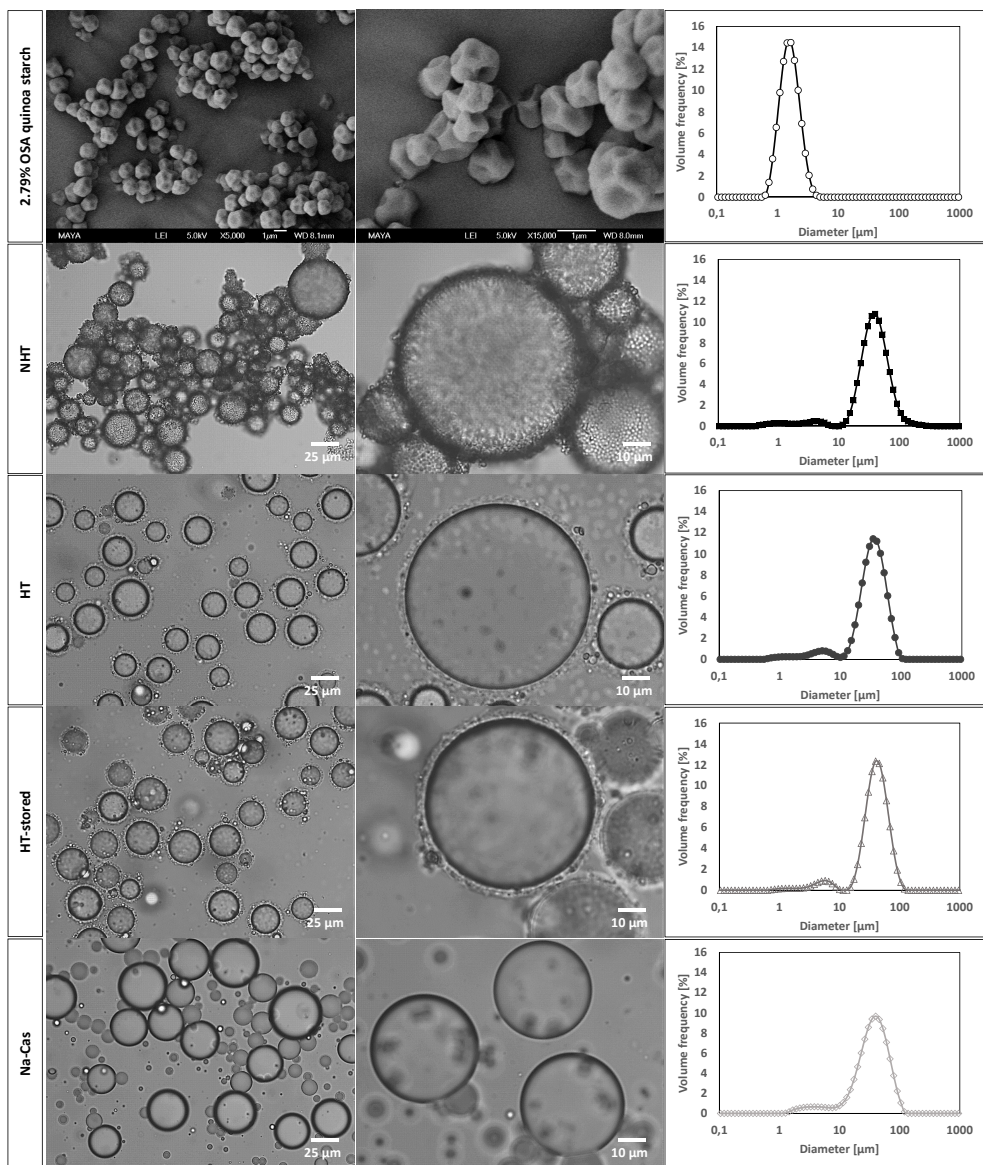 2.79% OSA quinoa starch
MAYA LEI 5.0kV X5,000 1μm WD 8.1mm
MAYA LEI 5.0kV X15,000 1μm WD 8.0mm
Volume frequency [%]
16
14
12
10
8
6
4
2
0
0,1 1 10 100 1000
Diameter [μm]
NHT
25 μm
10 μm
Volume frequency [%]
16
14
12
10
8
6
4
2
0
0,1 1 10 100 1000
Diameter [μm]
HT
25 μm
10 μm
Volume frequency [%]
16
14
12
10
8
6
4
2
0
0,1 1 10 100 1000
Diameter [μm]
HT-stored
25 μm
10 μm
Volume frequency [%]
16
14
12
10
8
6
4
2
0
0,1 1 10 100 1000
Diameter [μm]
Na-Cas
25 μm
10 μm
Volume frequency [%]
16
14
12
10
8
6
4
2
0
0,1 1 10 100 1000
Diameter [μm]